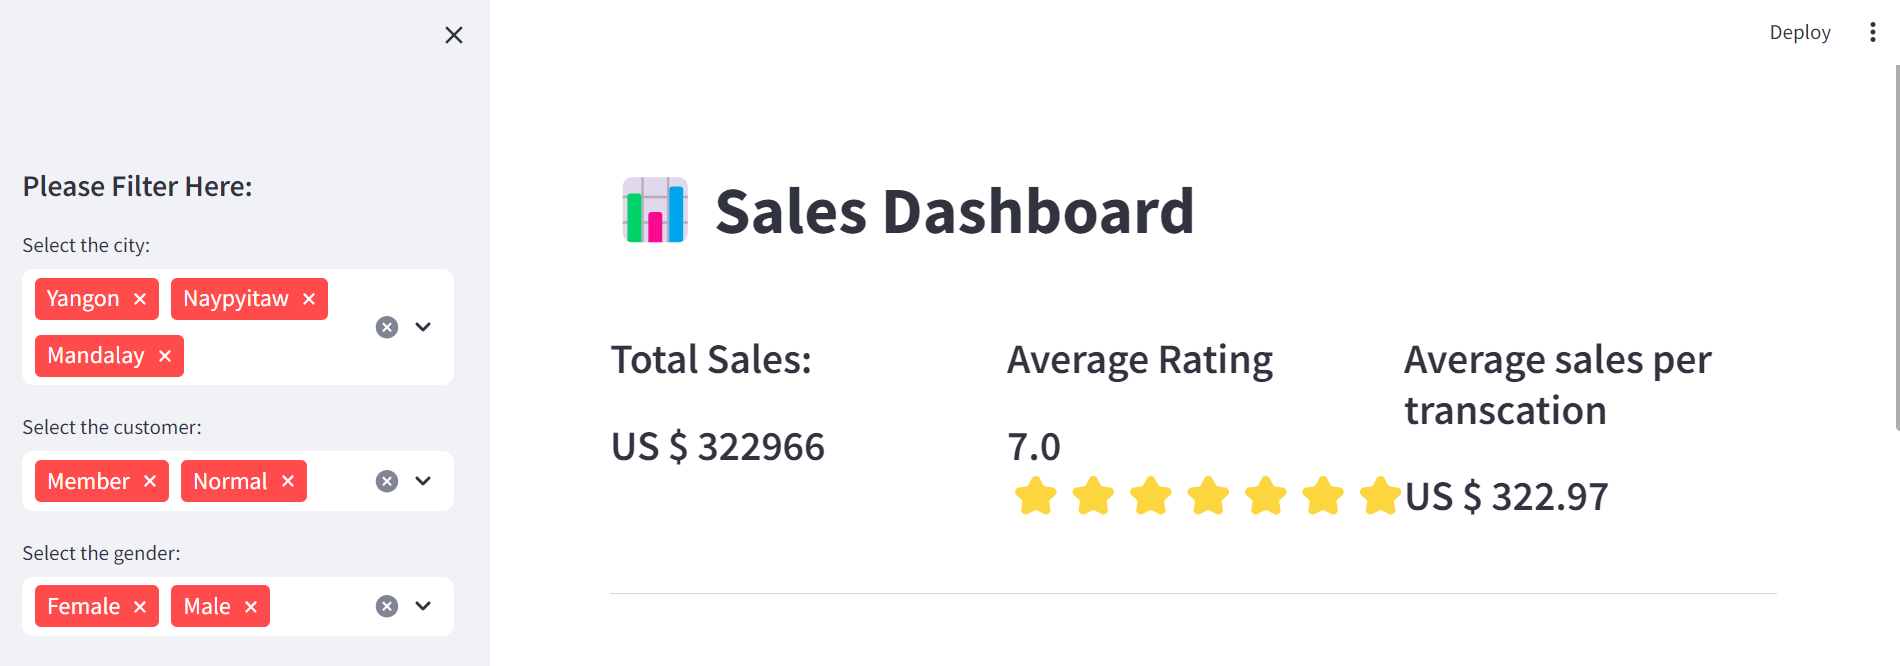 Deploy
Please Filter Here:
Select the city:
Yangon Naypyitaw
Mandalay
Select the customer:
Member Normal
Select the gender:
Female Male
Sales Dashboard
Total Sales:
US $ 322966
Average Rating
7.0
Average sales per
transcation
US $ 322.97